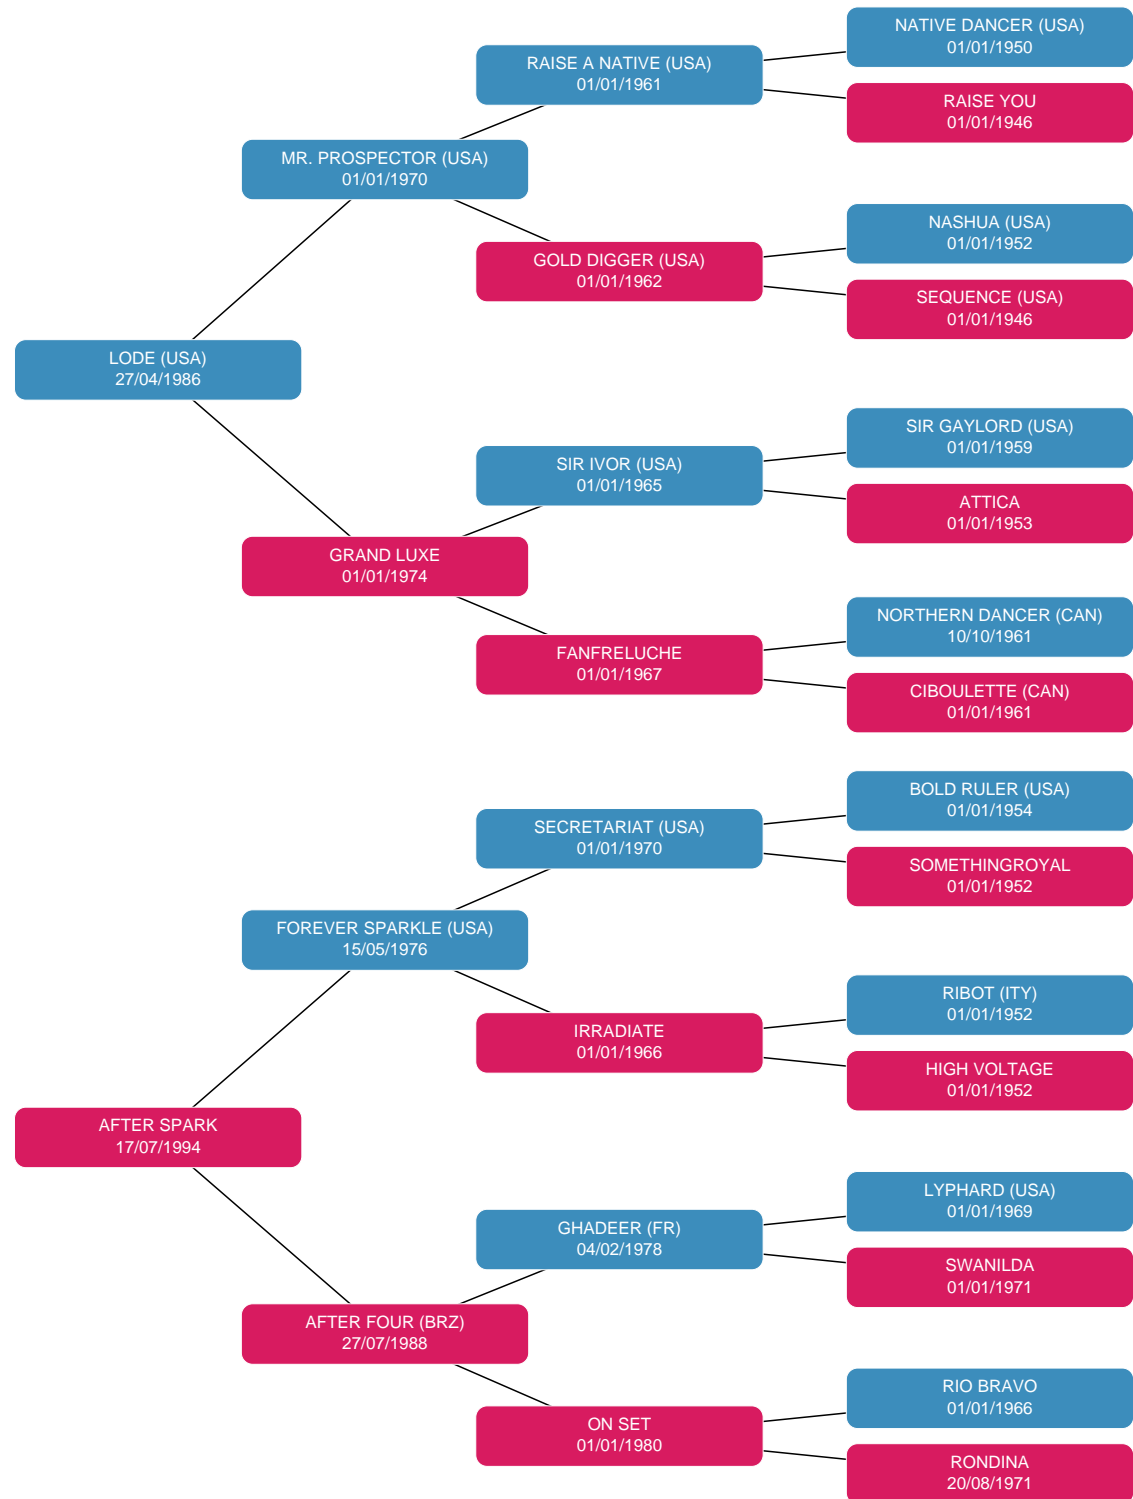 NATIVE DANCER (USA)
01/01/1950
RAISE A NATIVE (USA)
01/01/1961
RAISE YOU
01/01/1946
MR. PROSPECTOR (USA)
01/01/1970
NASHUA (USA)
01/01/1952
GOLD DIGGER (USA)
01/01/1962
SEQUENCE (USA)
01/01/1946
LODE (USA)
27/04/1986
SIR GAYLORD (USA)
01/01/1959
SIR IVOR (USA)
01/01/1965
ATTICA
01/01/1953
GRAND LUXE
01/01/1974
NORTHERN DANCER (CAN)
10/10/1961
FANFRELUCHE
01/01/1967
CIBOULETTE (CAN)
01/01/1961
BOLD RULER (USA)
01/01/1954
SECRETARIAT (USA)
01/01/1970
SOMETHINGROYAL
01/01/1952
FOREVER SPARKLE (USA)
15/05/1976
RIBOT (ITY)
01/01/1952
IRRADIATE
01/01/1966
HIGH VOLTAGE
01/01/1952
AFTER SPARK
17/07/1994
LYPHARD (USA)
01/01/1969
GHADEER (FR)
04/02/1978
SWANILDA
01/01/1971
AFTER FOUR (BRZ)
27/07/1988
RIO BRAVO
01/01/1966
ON SET
01/01/1980
RONDINA
20/08/1971